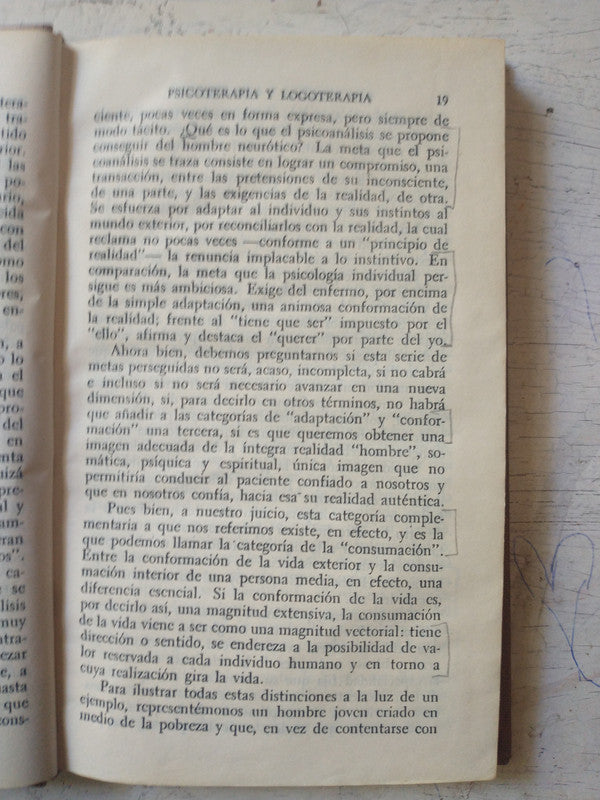 PSICOTERAPIA Y LOGOTERAPIA 19
ciente, pocas veces en forma expresa, pero siempre de
modo tácito. ¿Qué es lo que el psicoanálisis se propone
conseguir del hombre neurótico? La meta que el psi-
coanálisis se traza consiste en lograr un compromiso, una
transacción, entre las pretensiones de su inconsciente,
de una parte, y las exigencias de la realidad, de otra.
Se esfuerza por adaptar al individuo y sus instintos al
mundo exterior, por reconciliarlos con la realidad, la cual
reclama no pocas veces —conforme a un "principio de
realidad"— la renuncia implacable a lo instintivo. En
comparación, la meta que la psicología individual per-
sigue es más ambiciosa. Exige del enfermo, por encima
de la simple adaptación, una animosa conformación de
la realidad; frente al "tiene que ser" impuesto por el
"ello", afirma y destaca el "querer" por parte del yo.
Ahora bien, debemos preguntarnos si esta serie de
metas perseguidas no será, acaso, incompleta, si no cabrá
e incluso si no será necesario avanzar en una nueva
dimensión, si, para decirlo en otros términos, no habrá
que añadir a las categorías de "adaptación" y "confor-
mación" una tercera, si es que queremos obtener una
imagen adecuada de la íntegra realidad "hombre", so-
mática, psíquica y espiritual, única imagen que no
permitiría conducir al paciente confiado a nosotros y
que en nosotros confía, hacia esa su realidad auténtica.
Pues bien, a nuestro juicio, esta categoría comple-
mentaria a que nos referimos existe, en efecto, y es la
que podemos llamar la categoría de la "consumación".
Entre la conformación de la vida exterior y la consu-
mación interior de una persona media, en efecto, una
diferencia esencial. Si la conformación de la vida es,
por decirlo así, una magnitud extensiva, la consumación
de la vida viene a ser como una magnitud vectorial: tiene
dirección o sentido, se endereza a la posibilidad de va-
lor reservada a cada individuo humano y en torno a
cuya realización gira la vida.
Para ilustrar todas estas distinciones a la luz de un
ejemplo, representémonos un hombre joven criado en
medio de la pobreza y que, en vez de contentarse con